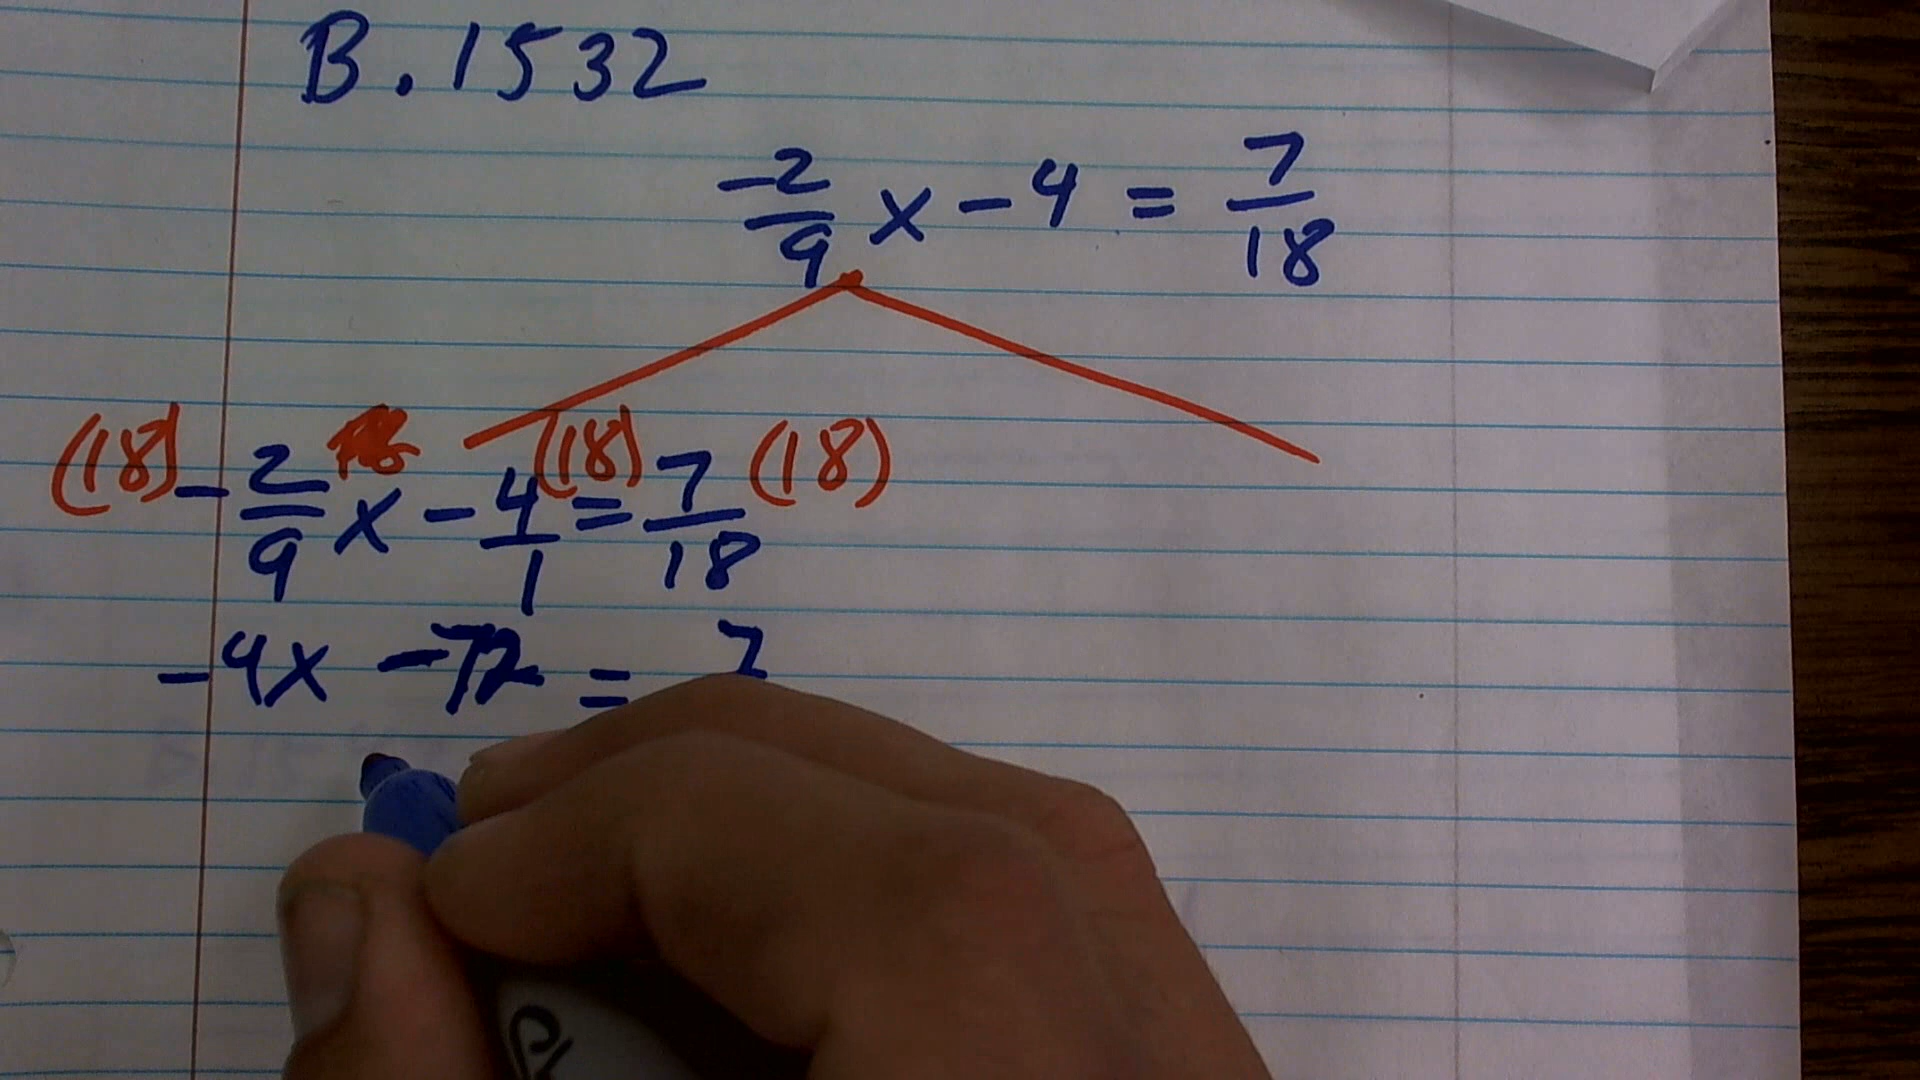 B.1532
-2/9 x - 4 = 7/18
(18) -2/9 x - 4/1 (18) = 7/18 (18)
-4x -72 = 7